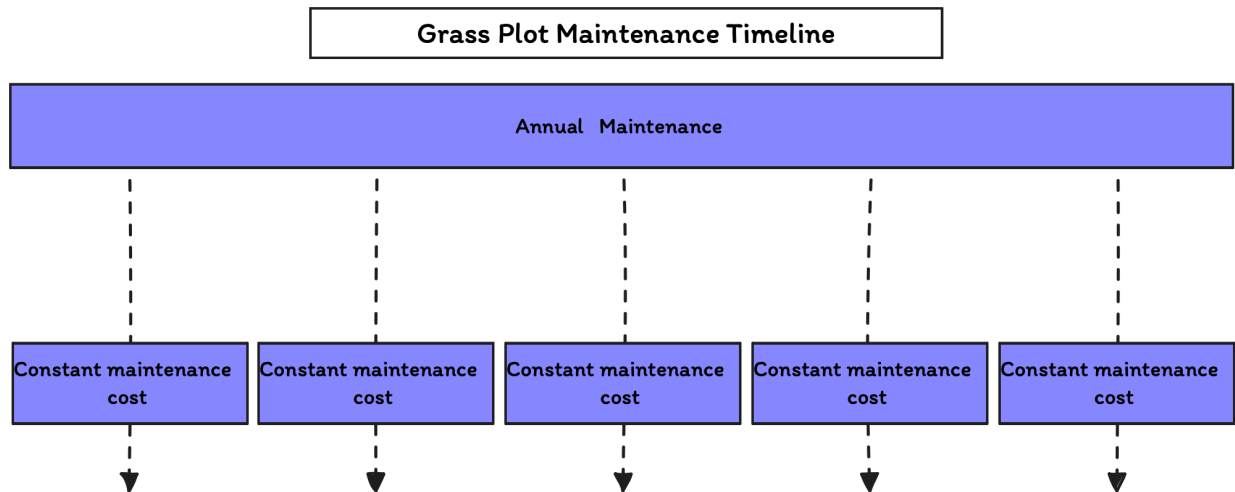 Grass Plot Maintenance Timeline
Annual Maintenance
Constant maintenance
cost
Constant maintenance
cost
Constant maintenance
cost
Constant maintenance
cost
Constant maintenance
cost